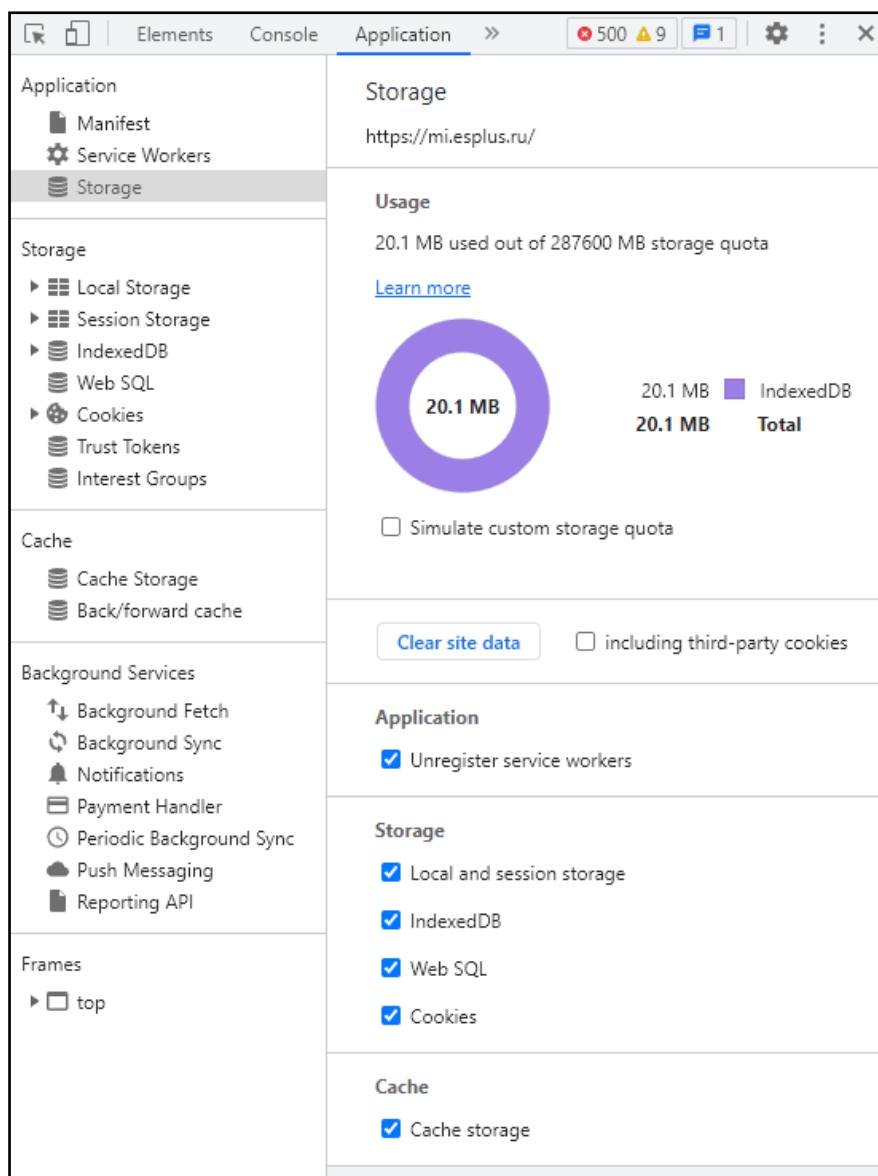 Elements Console Application 500 9 1
Application
Manifest
Service Workers
Storage
Storage
Local Storage
Session Storage
IndexedDB
Web SQL
Cookies
Trust Tokens
Interest Groups
Cache
Cache Storage
Back/forward cache
Background Services
Background Fetch
Background Sync
Notifications
Payment Handler
Periodic Background Sync
Push Messaging
Reporting API
Frames
top
Storage
https://mi.esplus.ru/
Usage
20.1 MB used out of 287600 MB storage quota
Learn more
20.1 MB
20.1 MB IndexedDB
20.1 MB Total
Simulate custom storage quota
Clear site data including third-party cookies
Application
Unregister service workers
Storage
Local and session storage
IndexedDB
Web SQL
Cookies
Cache
Cache storage